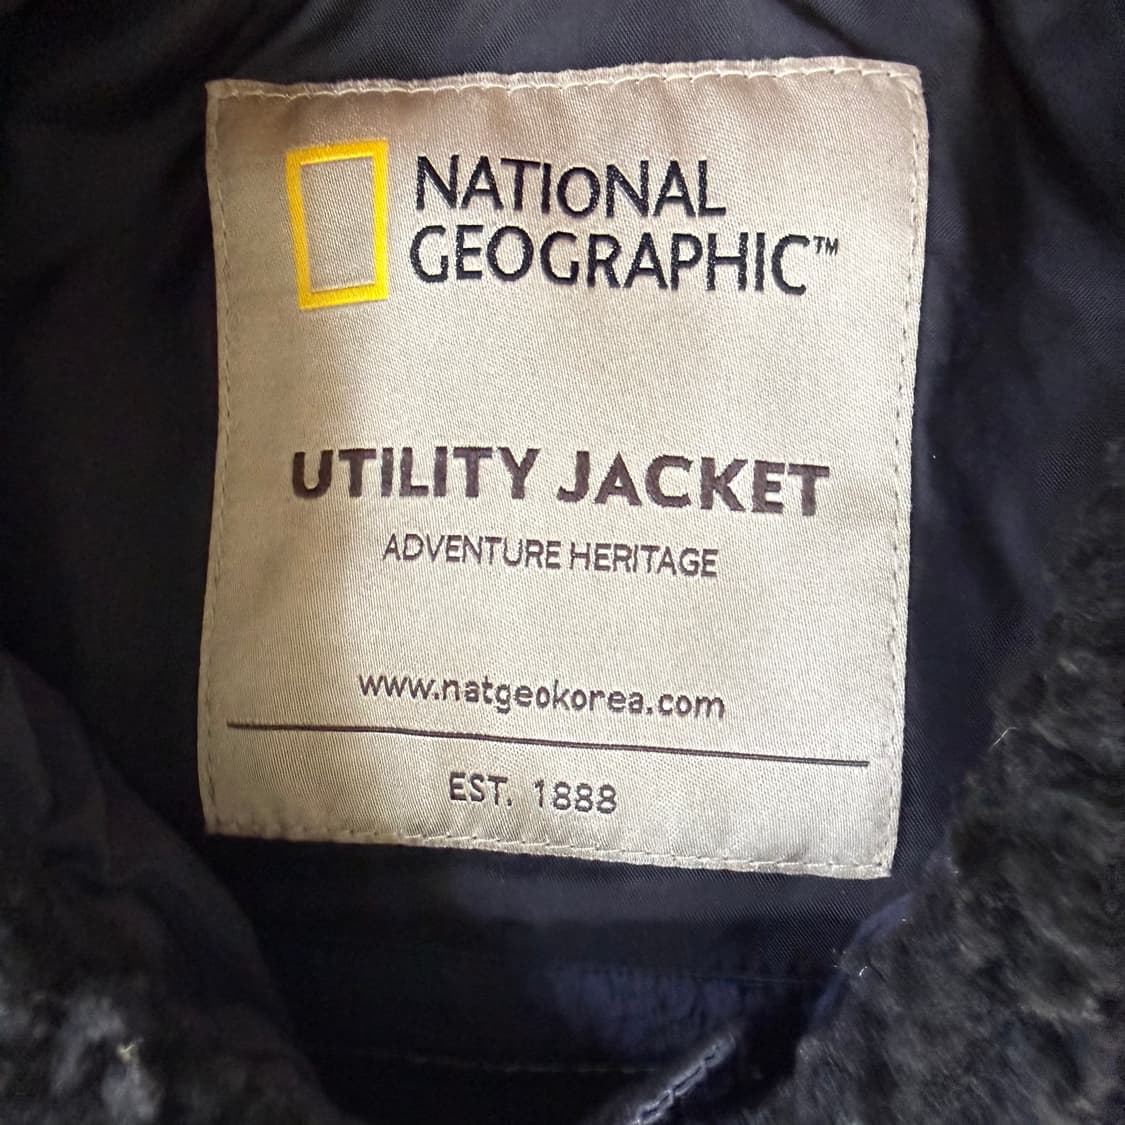 NATIONAL
GEOGRAPHIC™
UTILITY JACKET
ADVENTURE HERITAGE
www.natgeokorea.com
EST. 1888